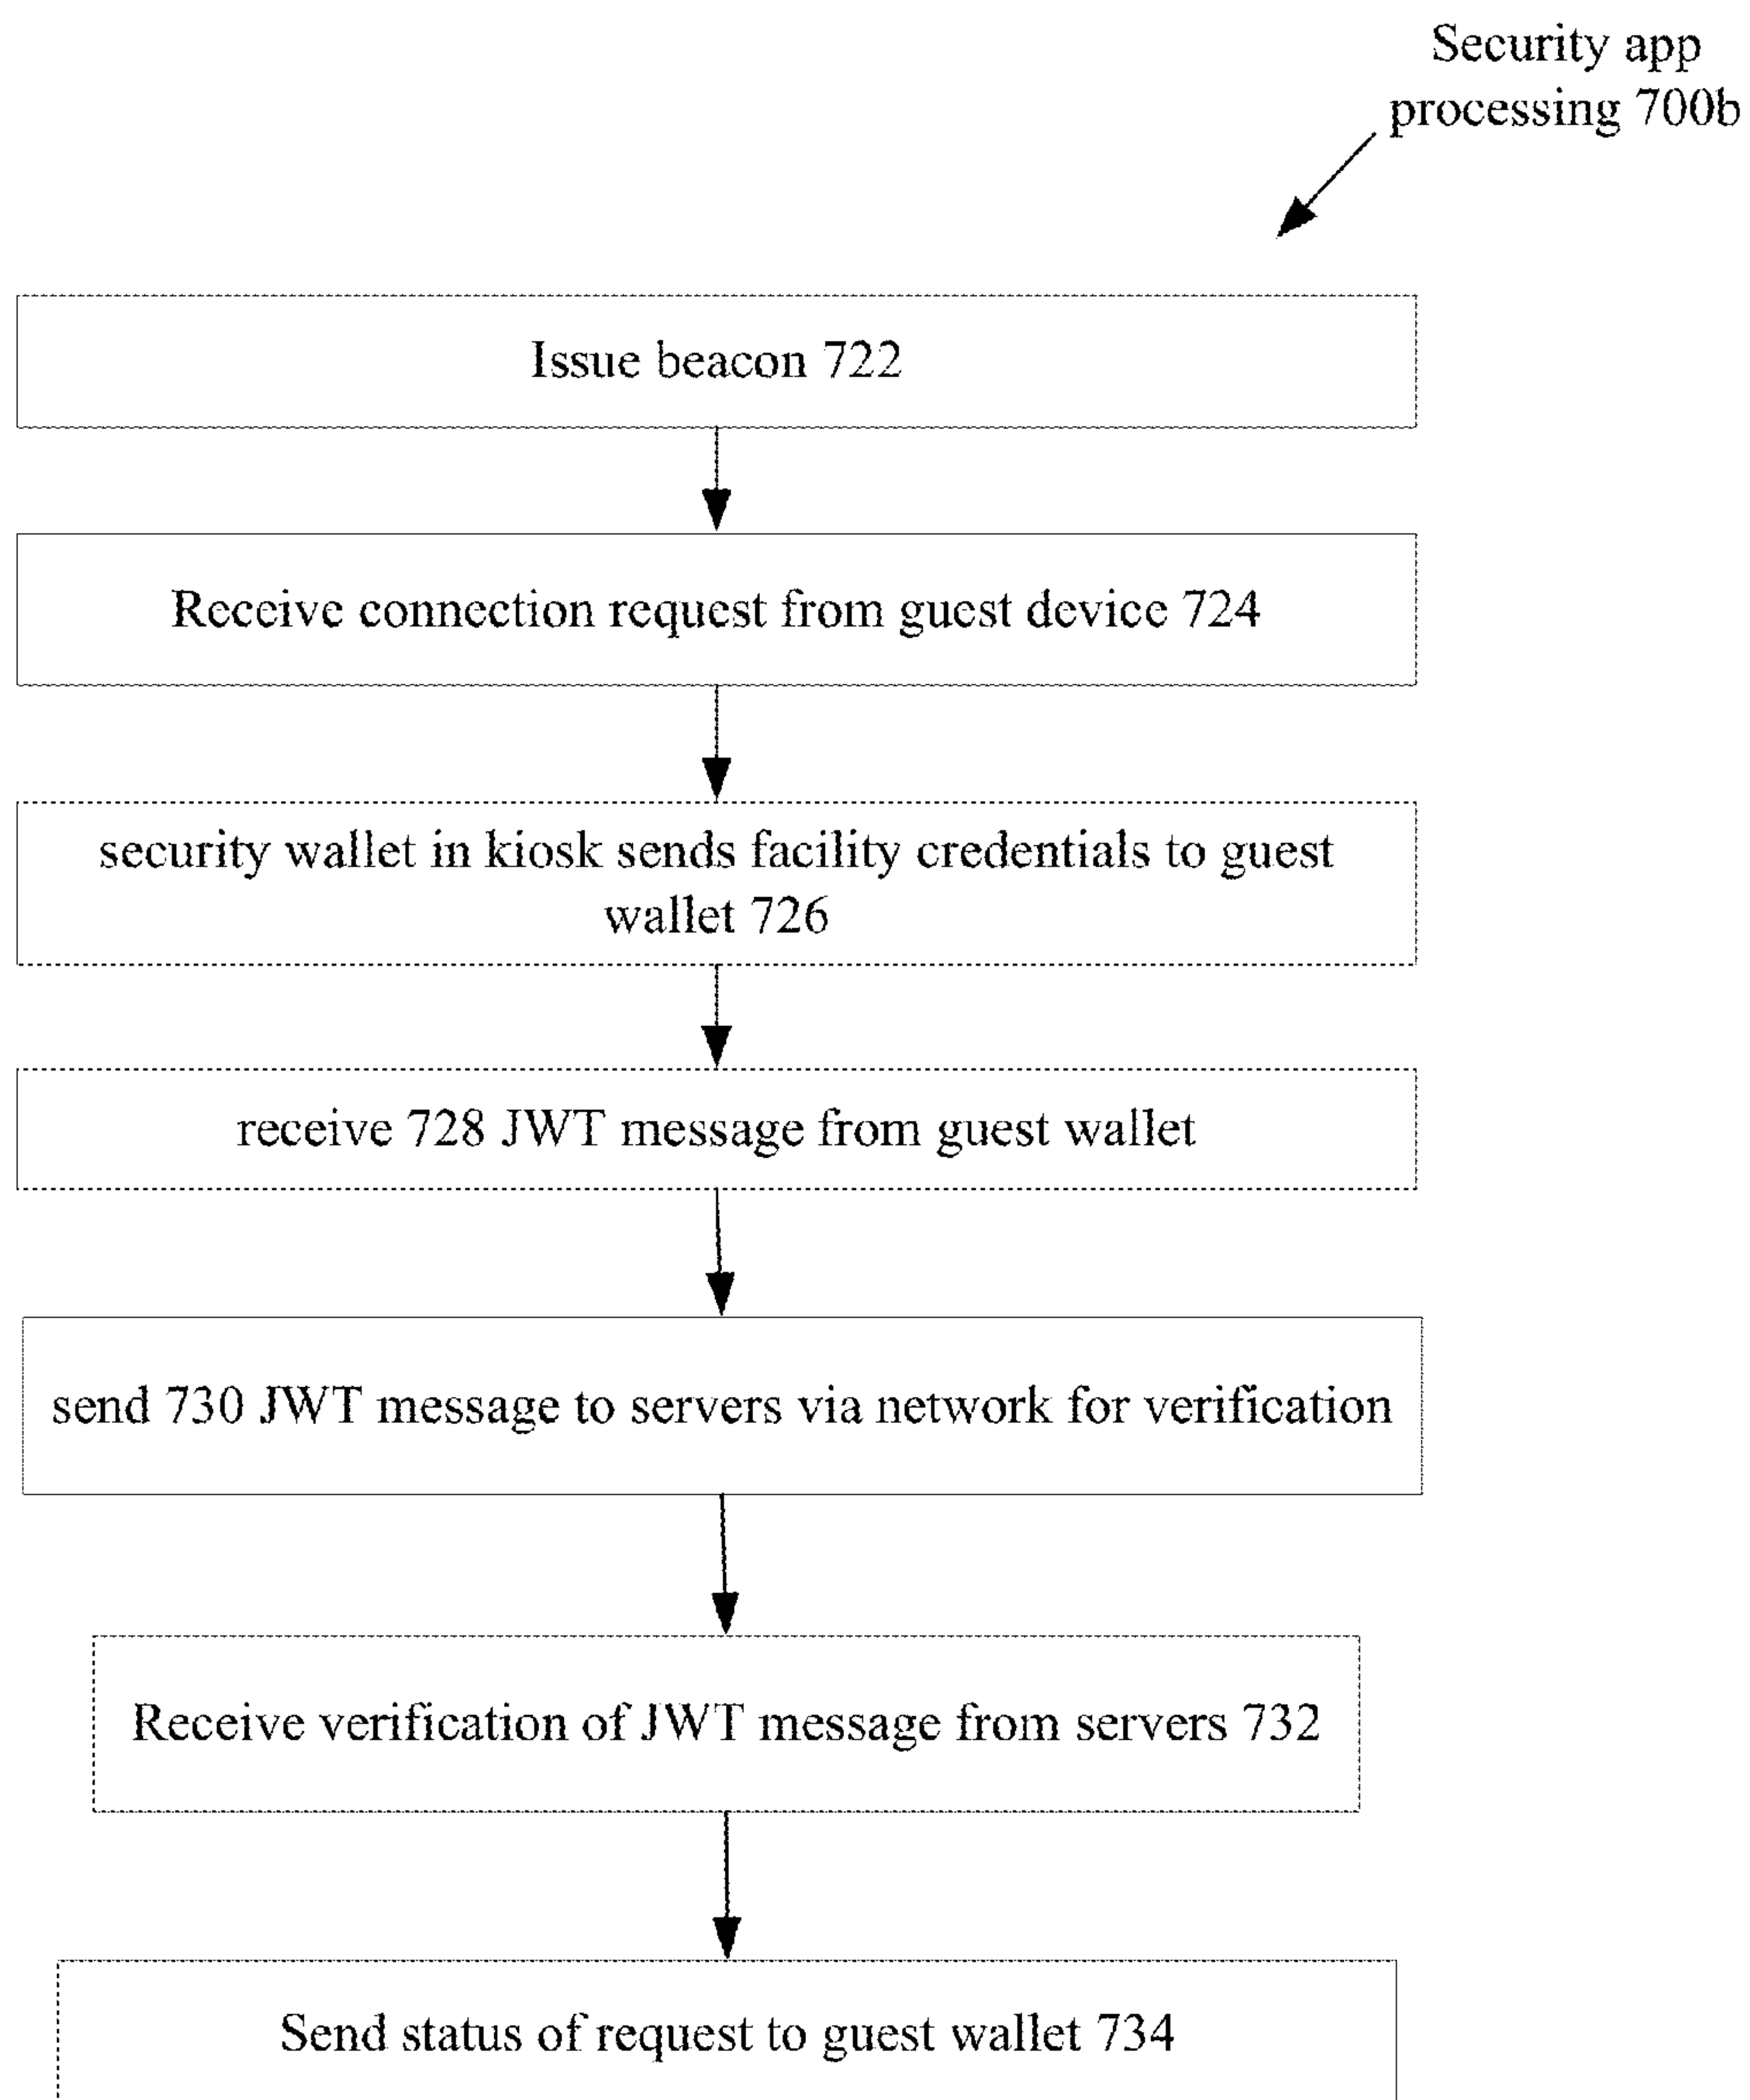 Security app
processing 700b
Issue beacon 722
Receive connection request from guest device 724
security wallet in kiosk sends facility credentials to guest
wallet 726
receive 728 JWT message from guest wallet
send 730 JWT message to servers via network for verification
Receive verification of JWT message from servers 732
Send status of request to guest wallet 734